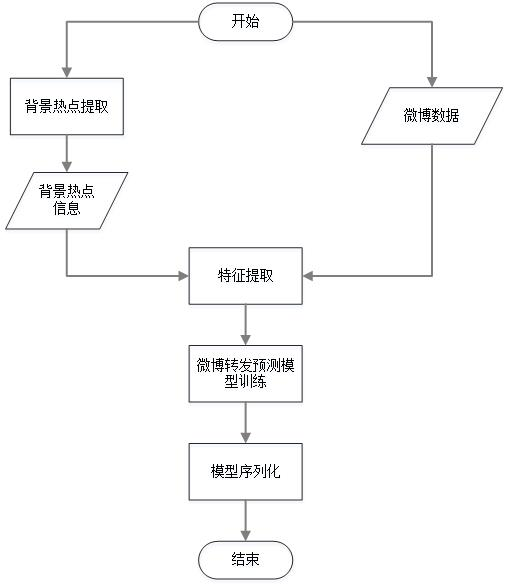 开始
背景热点提取
微博数据
背景热点
信息
特征提取
微博转发预测模
型训练
模型序列化
结束